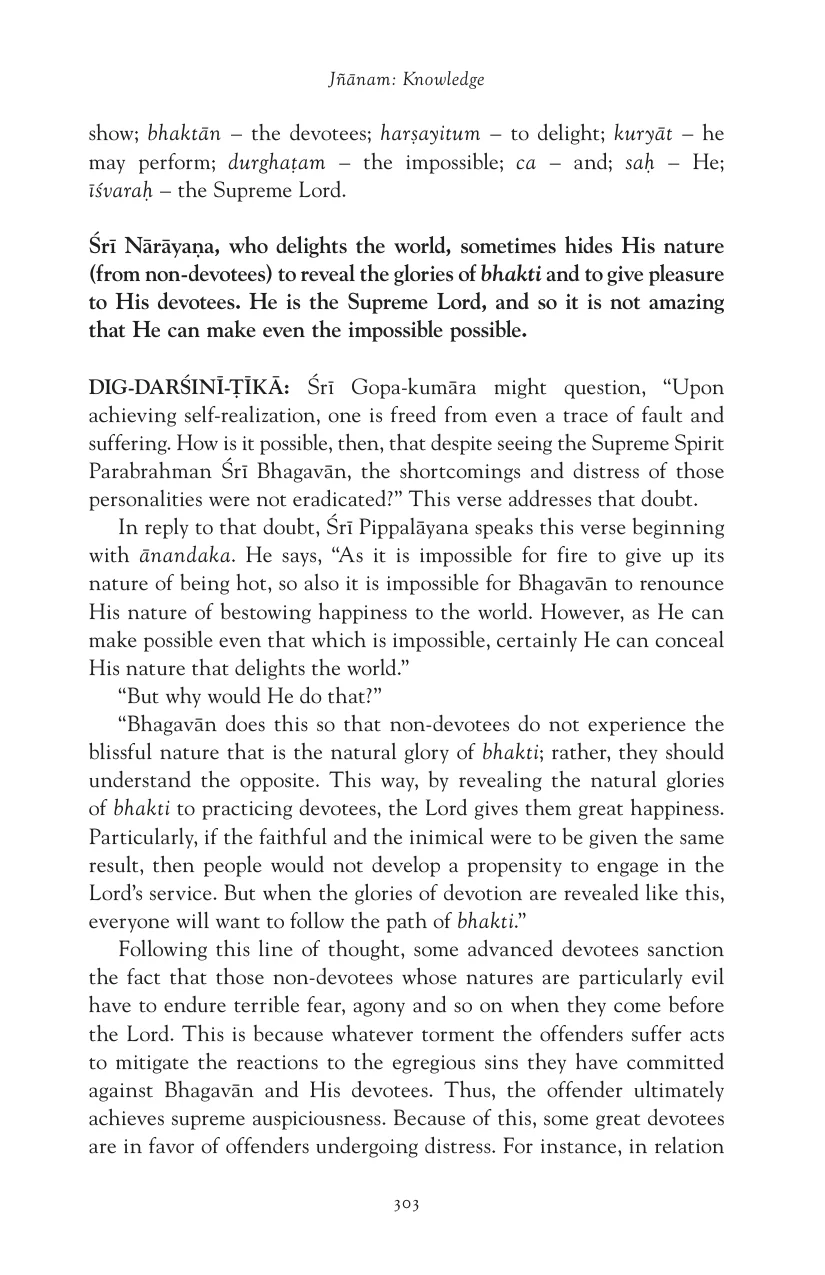 Jñānam: Knowledge
show; bhaktān – the devotees; harṣayitum – to delight; kuryāt – he
may perform; durghaṭam – the impossible; ca – and; saḥ – He;
īśvaraḥ – the Supreme Lord.
Śrī Nārāyaṇa, who delights the world, sometimes hides His nature
(from non-devotees) to reveal the glories of bhakti and to give pleasure
to His devotees. He is the Supreme Lord, and so it is not amazing
that He can make even the impossible possible.
DIG-DARŚINĪ-ṬĪKĀ: Śrī Gopa-kumāra might question, “Upon
achieving self-realization, one is freed from even a trace of fault and
suffering. How is it possible, then, that despite seeing the Supreme Spirit
Parabrahman Śrī Bhagavān, the shortcomings and distress of those
personalities were not eradicated?” This verse addresses that doubt.
In reply to that doubt, Śrī Pippalāyana speaks this verse beginning
with ānandaka. He says, “As it is impossible for fire to give up its
nature of being hot, so also it is impossible for Bhagavān to renounce
His nature of bestowing happiness to the world. However, as He can
make possible even that which is impossible, certainly He can conceal
His nature that delights the world.”
“But why would He do that?”
“Bhagavān does this so that non-devotees do not experience the
blissful nature that is the natural glory of bhakti; rather, they should
understand the opposite. This way, by revealing the natural glories
of bhakti to practicing devotees, the Lord gives them great happiness.
Particularly, if the faithful and the inimical were to be given the same
result, then people would not develop a propensity to engage in the
Lord’s service. But when the glories of devotion are revealed like this,
everyone will want to follow the path of bhakti.”
Following this line of thought, some advanced devotees sanction
the fact that those non-devotees whose natures are particularly evil
have to endure terrible fear, agony and so on when they come before
the Lord. This is because whatever torment the offenders suffer acts
to mitigate the reactions to the egregious sins they have committed
against Bhagavān and His devotees. Thus, the offender ultimately
achieves supreme auspiciousness. Because of this, some great devotees
are in favor of offenders undergoing distress. For instance, in relation
303